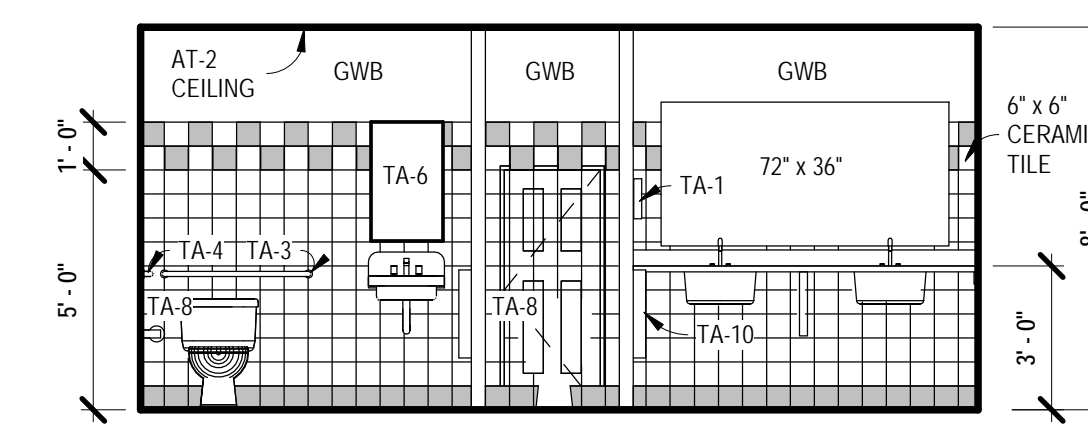 AT-2
CEILING
GWB
GWB
GWB
6" x 6"
CERAMI
TILE
1' - 0"
TA-6
72" x 36"
TA-1
TA-4
TA-3
5' - 0"
TA-8
TA-8
TA-10
3' - 0"